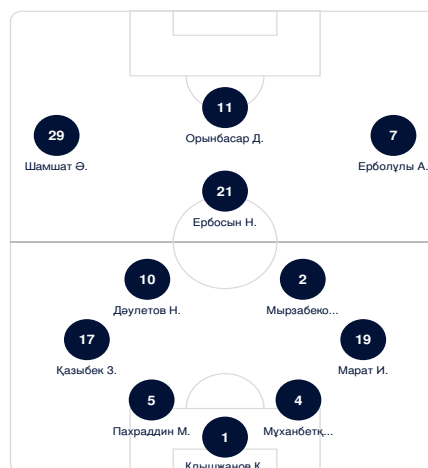 11
Орынбасар Д.
29
Шамшат Ә.
7
Ерболұлы А.
21
Ербосын Н.
10
Дәулетов Н.
2
Мырзабеко...
17
Қазыбек З.
19
Марат И.
5
Пахраддин М.
4
Мұханбетқ...
1
Клышжанов К.